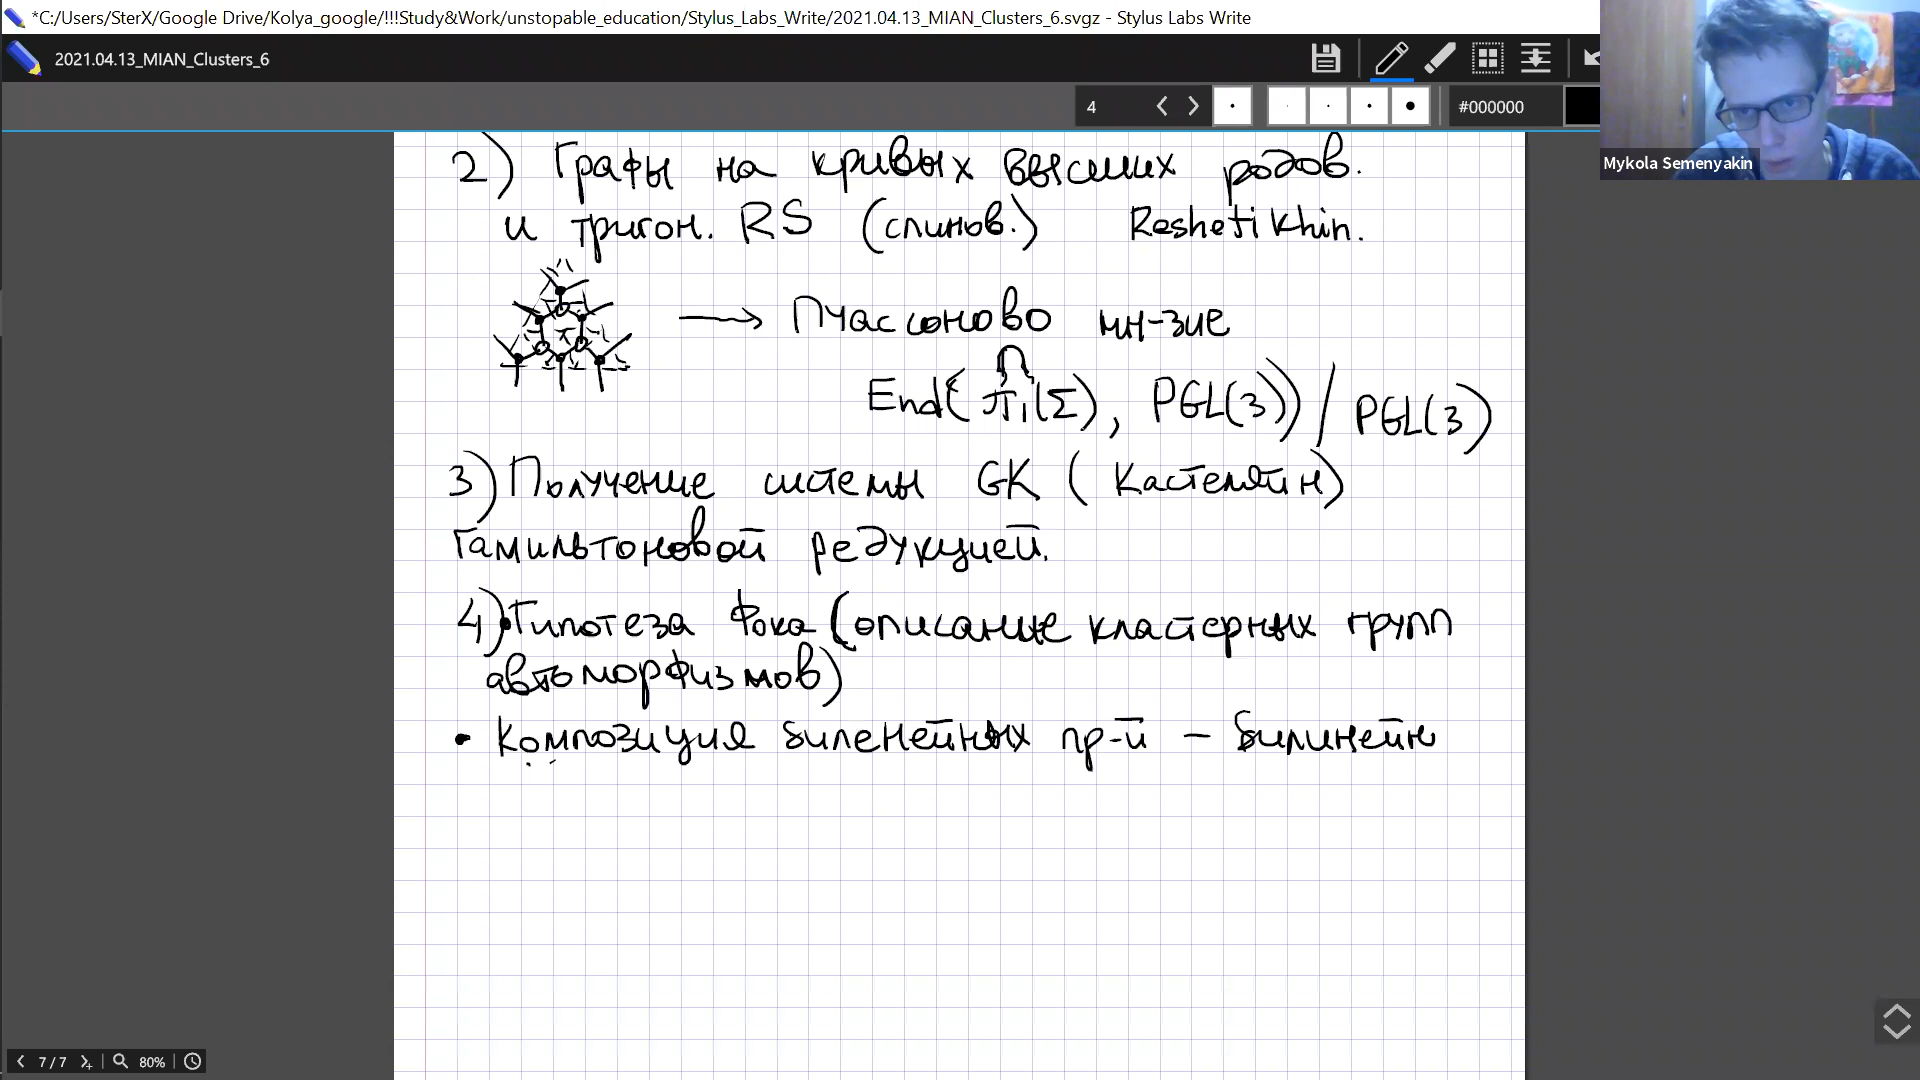 *C:/Users/SterX/Google Drive/Kolya_google/!!!Study&Work/unstopable_education/Stylus_Labs_Write/2021.04.13_MIAN_Clusters_6.svgz - Stylus Labs Write
2021.04.13_MIAN_Clusters_6
4
#000000
Mykola Semenyakin
2) Графы на кривых высших родов.
и тригон. RS (спинов.) Reshetikhin.
→ Пуассоново мн-зие
End(π₁(Σ), PGL(3)) / PGL(3)
3) Получение системы GK (Кастелятйн)
Гамильтоновой редукцией.
4) • Гипотеза Фока (описание кластерных групп
автоморфизмов)
• Композиция биленейных пр-й – билинейн
7 / 7
80%